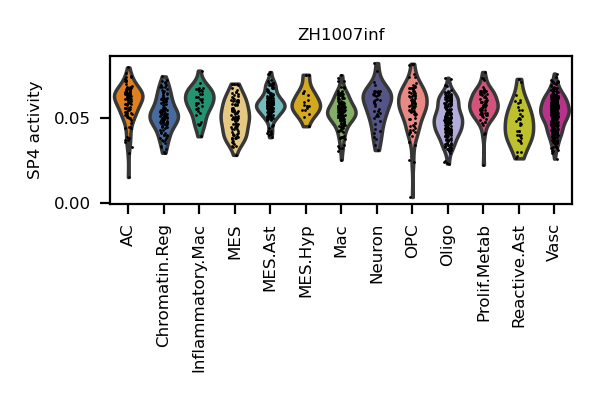 ZH1007inf
SP4 activity
0.05
0.00
AC
Chromatin.Reg
Inflammatory.Mac
MES
MES.Ast
MES.Hyp
Mac
Neuron
OPC
Oligo
Prolif.Metab
Reactive.Ast
Vasc